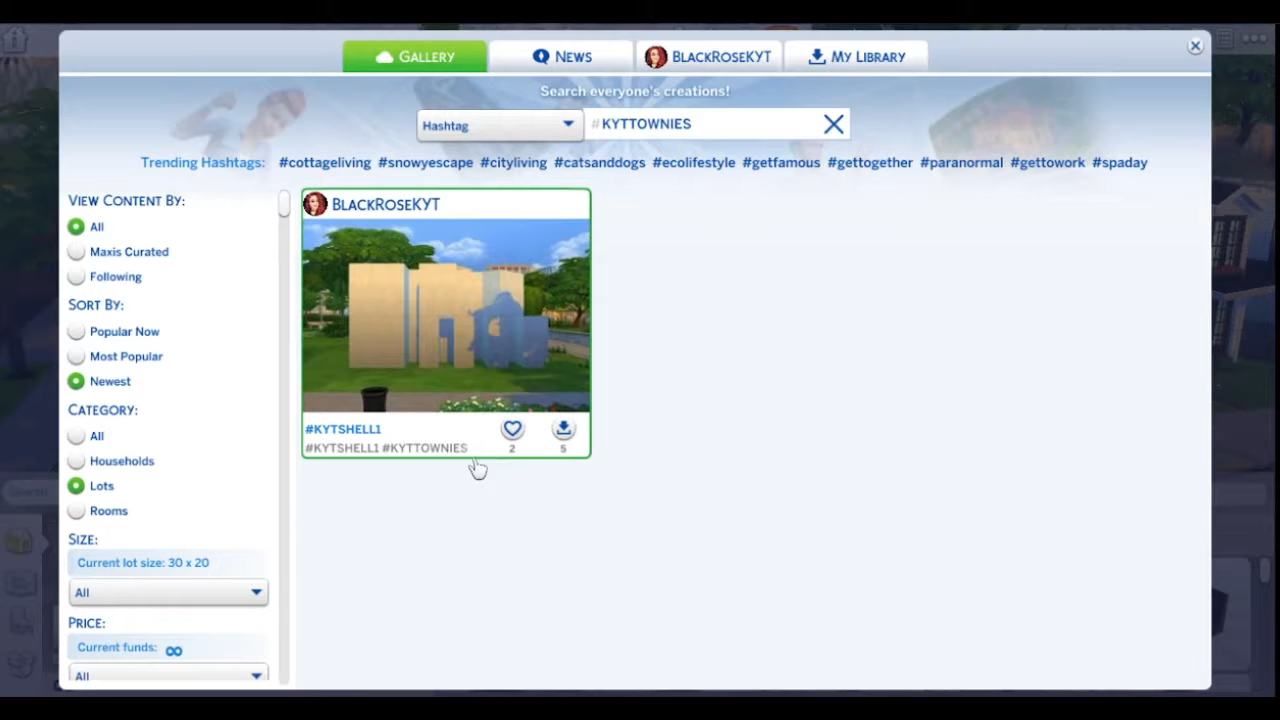 GALLERY
NEWS
BLACKROSEKYT
MY LIBRARY
Search everyone's creations!
Hashtag
#KYTTOWNIES
Trending Hashtags: #cottageliving #snowyescape #cityliving #catsanddogs #ecolifestyle #getfamous #gettogether #paranormal #gettowork #spaday
VIEW CONTENT BY:
All
Maxis Curated
Following
SORT BY:
Popular Now
Most Popular
Newest
CATEGORY:
All
Households
Lots
Rooms
SIZE:
Current lot size: 30 x 20
All
PRICE:
Current funds: ∞
All
BLACKROSEKYT
#KYTSHELL1
#KYTSHELL1 #KYTTOWNIES
2
5
Search